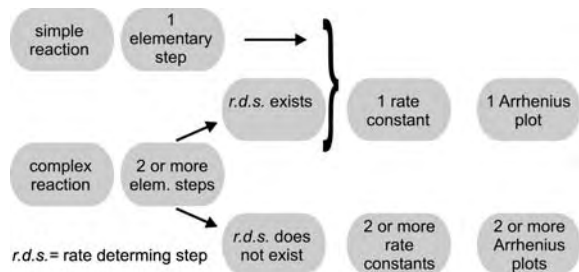 simple
reaction
1
elementary
step
r.d.s. exists
1 rate
constant
1 Arrhenius
plot
complex
reaction
2 or more
elem. steps
r.d.s. does
not exist
2 or more
rate
constants
2 or more
Arrhenius
plots
r.d.s.= rate determing step